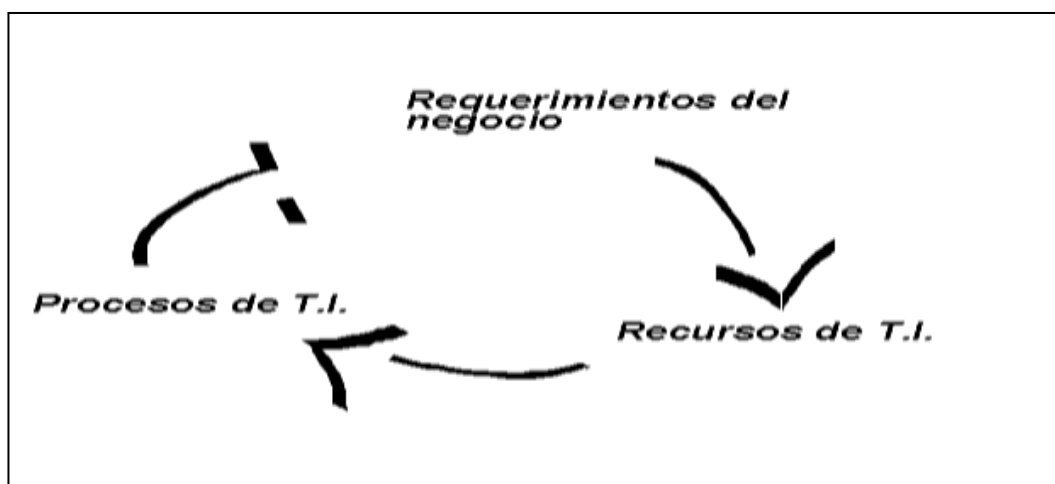 Requerimientos del
negocio
Procesos de T.I.
Recursos de T.I.